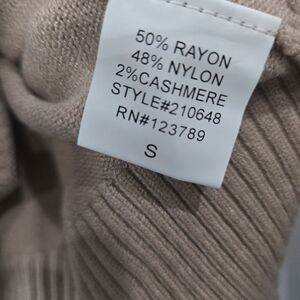 50% RAYON
48% NYLON
2%CASHMERE
STYLE#210648
RN#123789
S